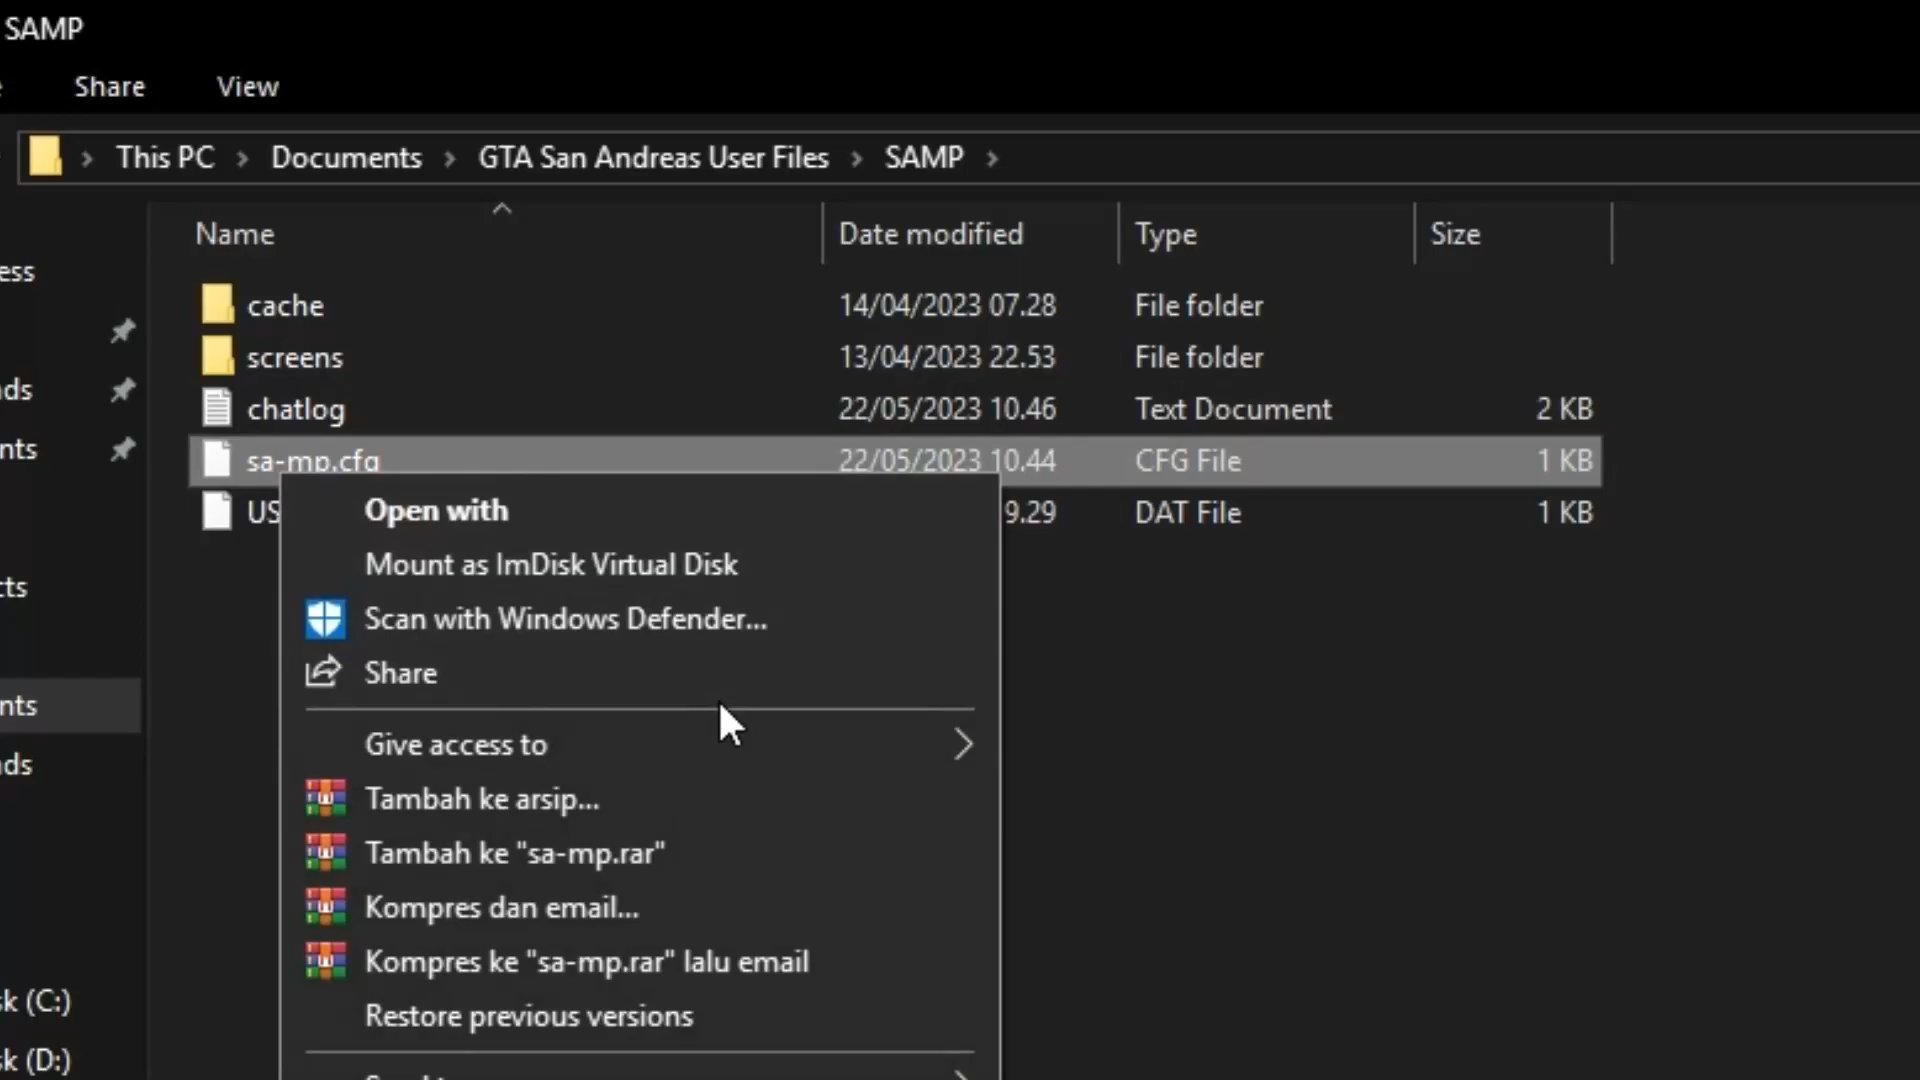 SAMP
Share View
This PC > Documents > GTA San Andreas User Files > SAMP >
Name Date modified Type Size
cache 14/04/2023 07.28 File folder
screens 13/04/2023 22.53 File folder
chatlog 22/05/2023 10.46 Text Document 2 KB
sa-mp.cfg 22/05/2023 10.44 CFG File 1 KB
US 9.29 DAT File 1 KB
ess
ds
nts
cts
nts
ds
sk (C:)
sk (D:)
Open with
Mount as ImDisk Virtual Disk
Scan with Windows Defender...
Share
Give access to
Tambah ke arsip...
Tambah ke "sa-mp.rar"
Kompres dan email...
Kompres ke "sa-mp.rar" lalu email
Restore previous versions